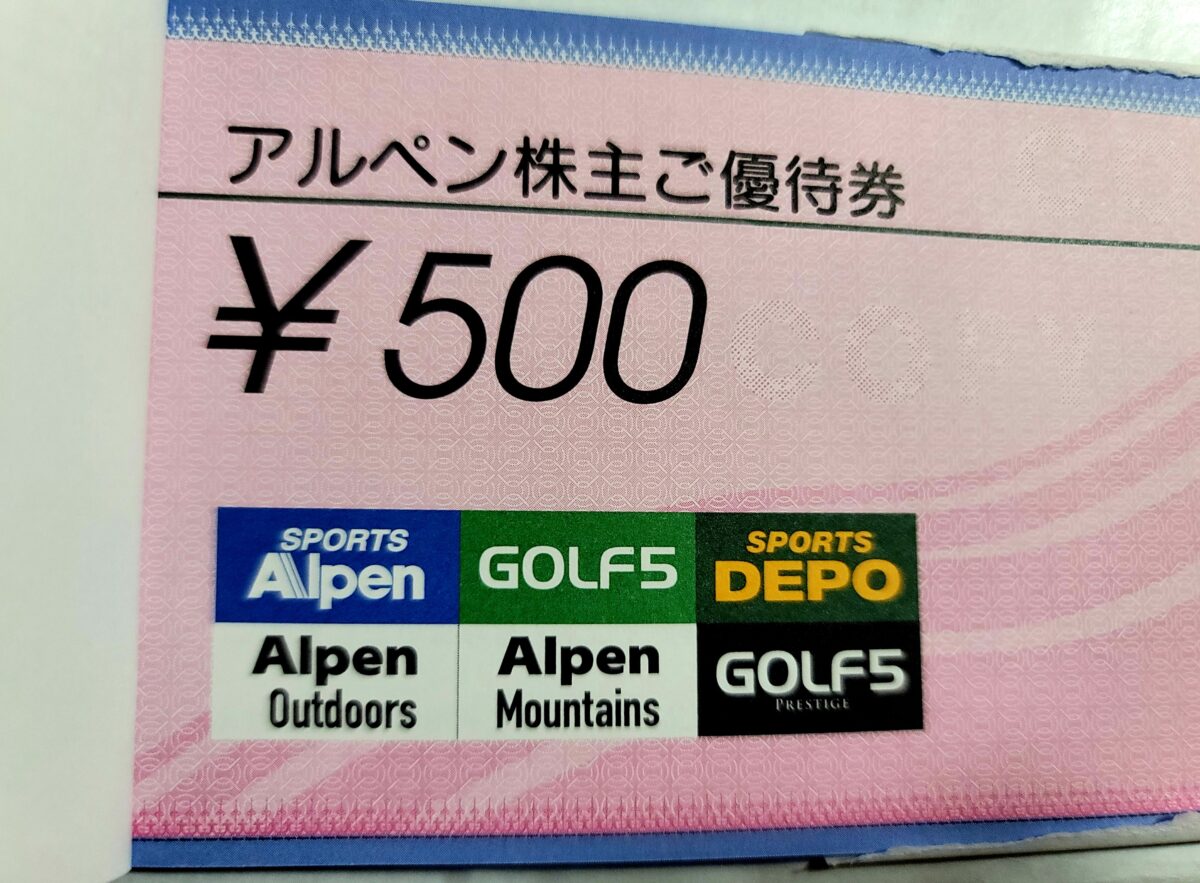 アルペン株主ご優待券
¥500
COPY
SPORTS
Alpen
GOLF5
SPORTS
DEPO
Alpen
Outdoors
Alpen
Mountains
GOLF5
PRESTIGE